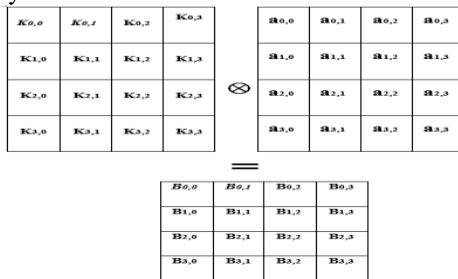 K0,0 K0,1 K0,2 K0,3 a0,0 a0,1 a0,2 a0,3
K1,0 K1,1 K1,2 K1,3 a1,0 a1,1 a1,2 a1,3
K2,0 K2,1 K2,2 K2,3 ⊗ a2,0 a2,1 a2,2 a2,3
K3,0 K3,1 K3,2 K3,3 a3,0 a3,1 a3,2 a3,3
=
B0,0 B0,1 B0,2 B0,3
B1,0 B1,1 B1,2 B1,3
B2,0 B2,1 B2,2 B2,3
B3,0 B3,1 B3,2 B3,3